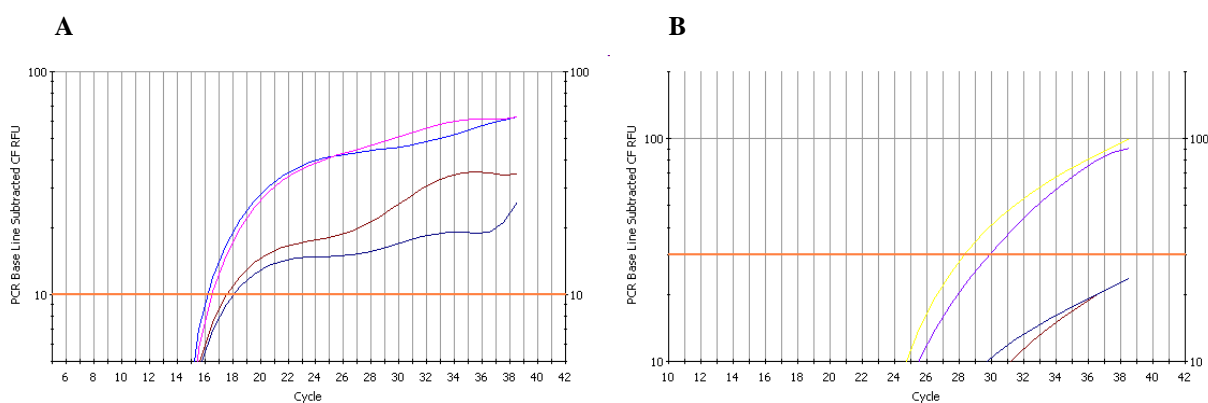 A
B
100
100
PCR Base Line Subtracted CF RFU
10
10
6 8 10 12 14 16 18 20 22 24 26 28 30 32 34 36 38 40 42
Cycle
100
100
PCR Base Line Subtracted CF RFU
10
10
10 12 14 16 18 20 22 24 26 28 30 32 34 36 38 40 42
Cycle